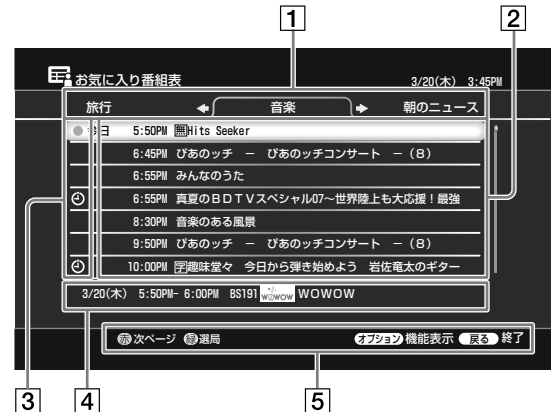 1
2
お気に入り番組表
3/20(木) 3:45PM
旅行 音楽 朝のニュース
今日 5:50PM 無Hits Seeker
6:45PM ぴあのッチ － ぴあのッチコンサート －(8)
6:55PM みんなのうた
6:55PM 真夏のBDTVスペシャル07～世界陸上も大応援！最強
8:30PM 音楽のある風景
9:50PM ぴあのッチ － ぴあのッチコンサート －(8)
10:00PM 字趣味堂々 今日から弾き始めよう 岩佐竜太のギター
3/20(木) 5:50PM- 6:00PM BS191 WOWOW WOWOW
赤 次ページ 緑 選局 オプション 機能表示 戻る 終了
3
4
5